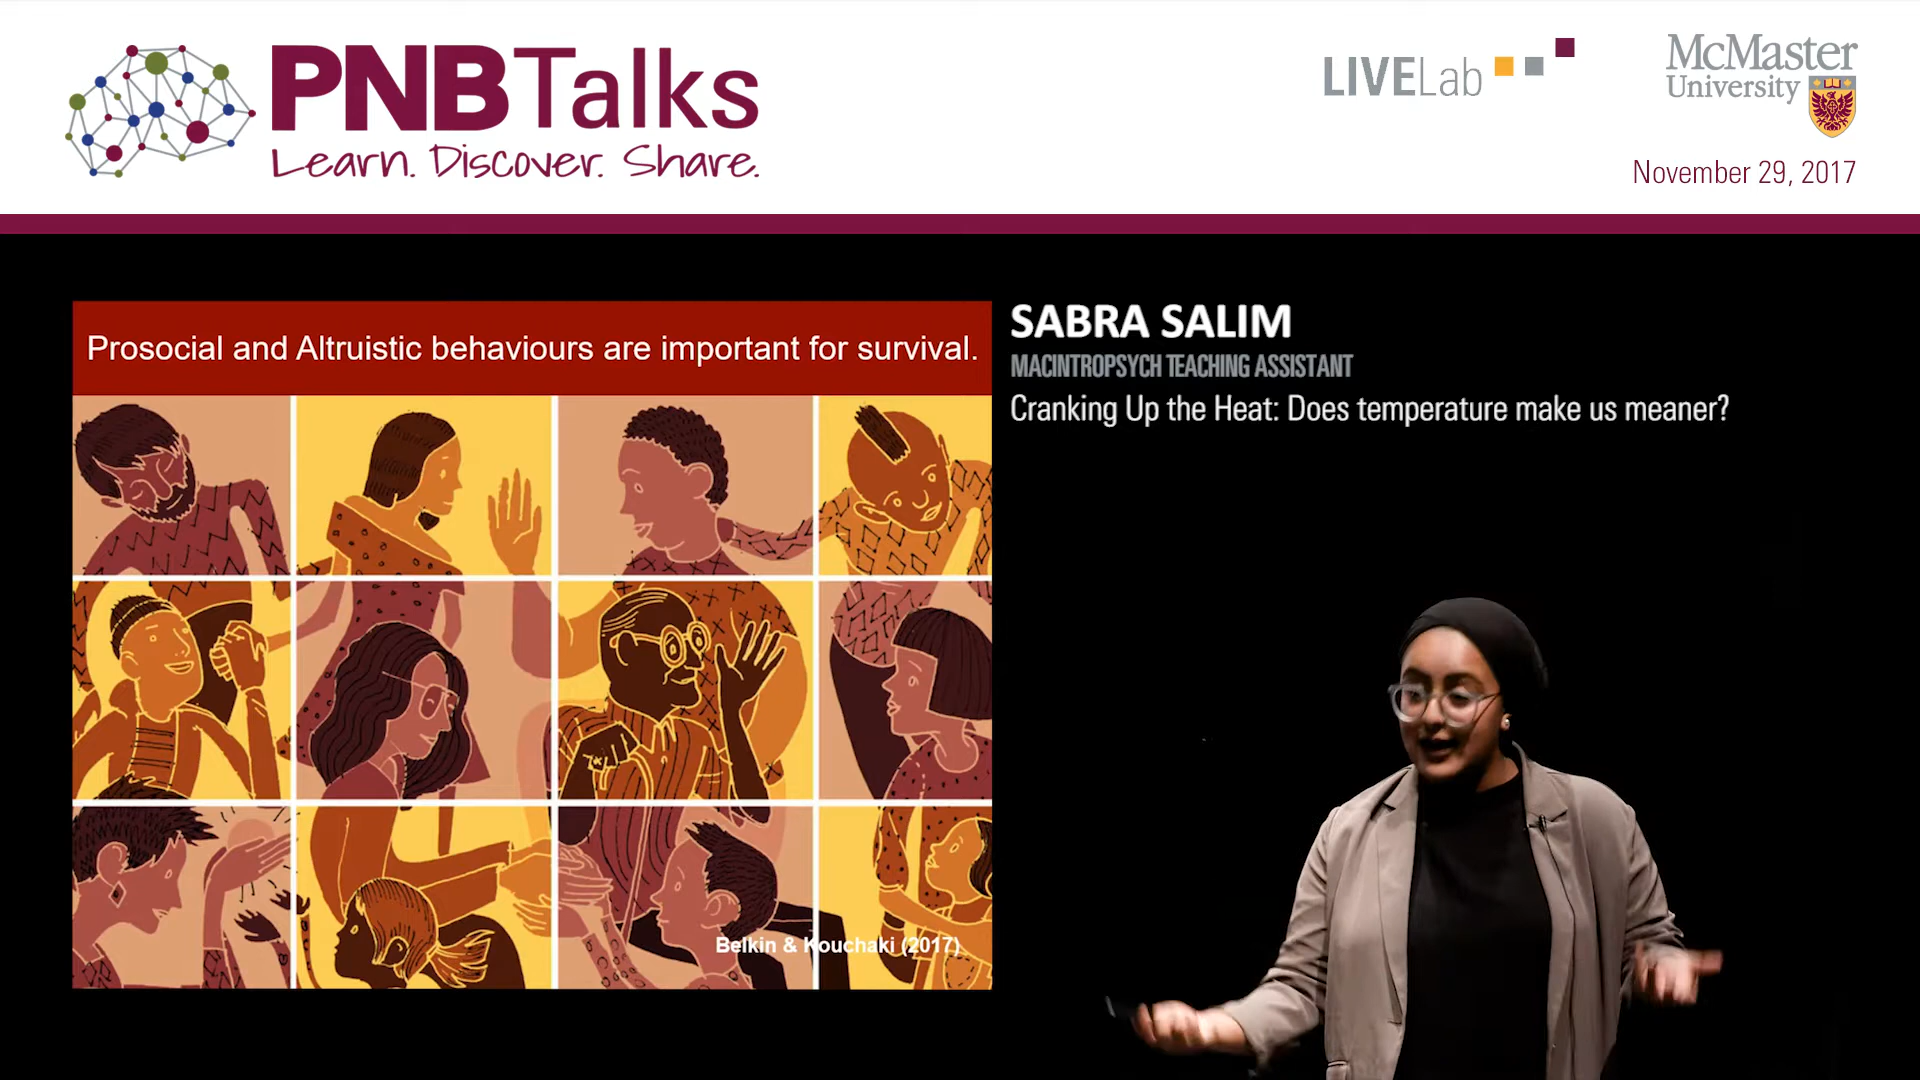 PNBTalks
Learn. Discover. Share.
LIVELab
McMaster
University
November 29, 2017
Prosocial and Altruistic behaviours are important for survival.
Belkin & Kouchaki (2017)
SABRA SALIM
MACINTROPSYCH TEACHING ASSISTANT
Cranking Up the Heat: Does temperature make us meaner?